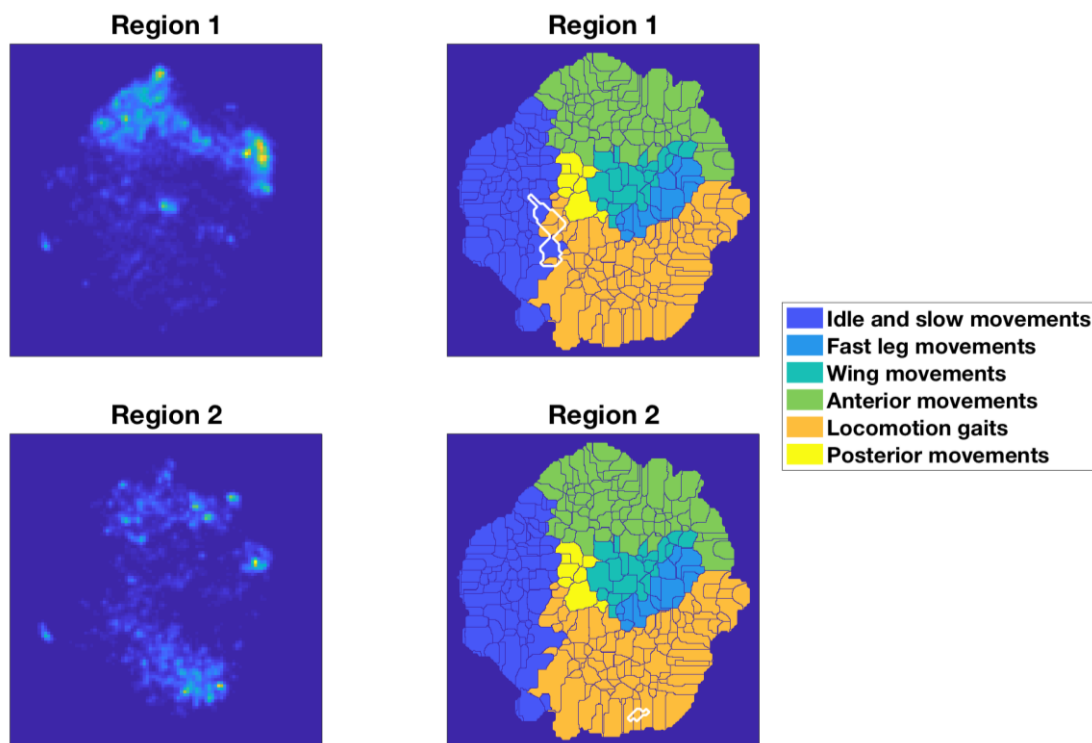 Region 1
Region 1
Idle and slow movements
Fast leg movements
Wing movements
Anterior movements
Locomotion gaits
Posterior movements
Region 2
Region 2